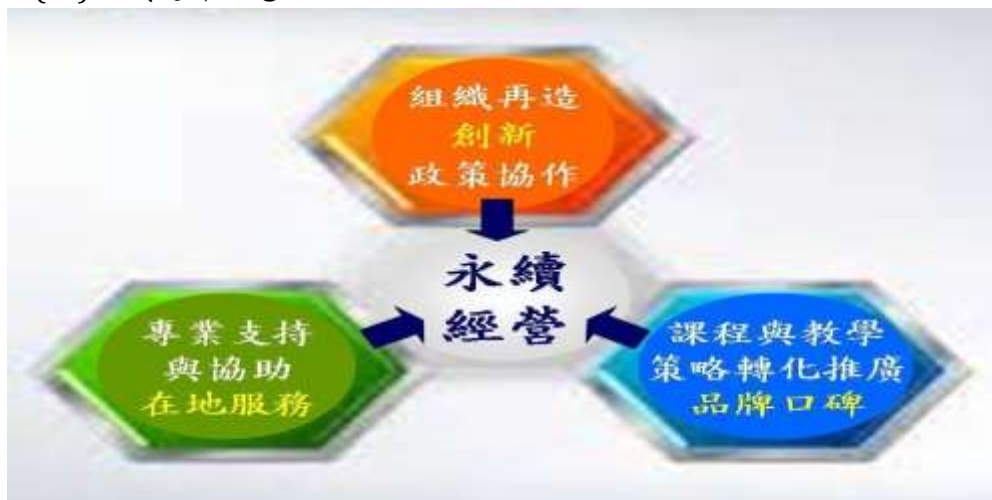 組織再造
創新
政策協作
永續
經營
專業支持
與協助
在地服務
課程與教學
策略轉化推廣
品牌口碑